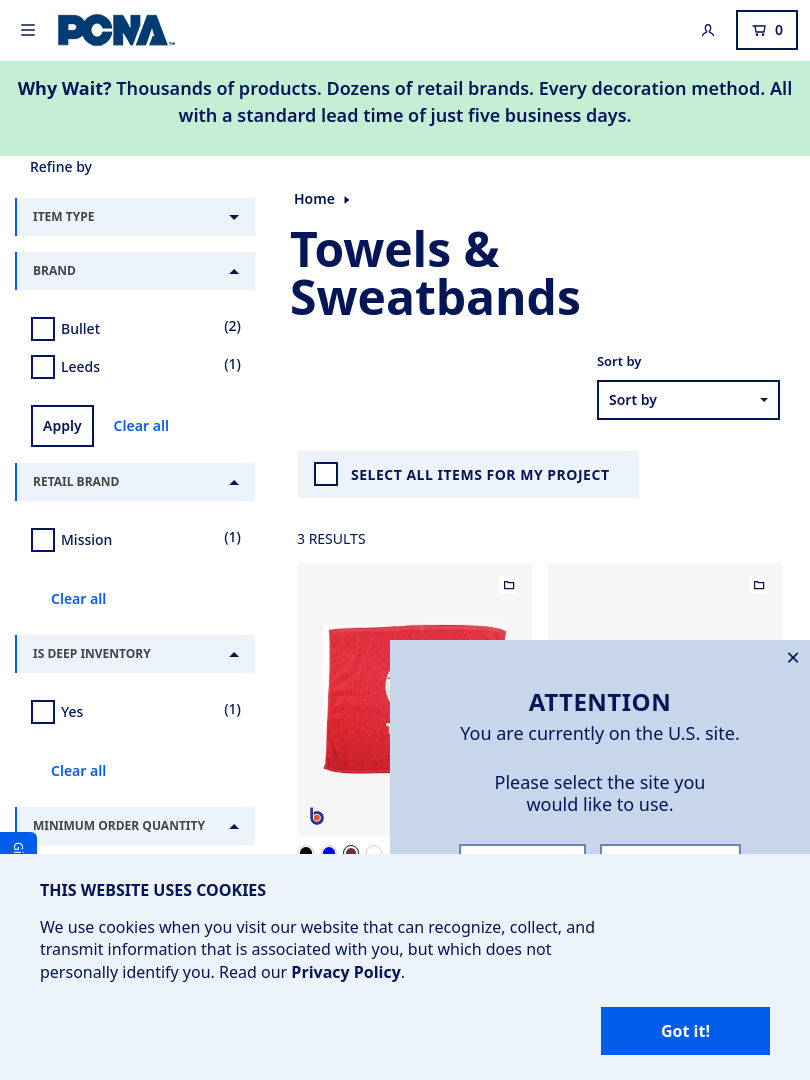 PCNA
0
Why Wait? Thousands of products. Dozens of retail brands. Every decoration method. All
with a standard lead time of just five business days.
Refine by
ITEM TYPE
BRAND
Bullet (2)
Leeds (1)
Apply Clear all
RETAIL BRAND
Mission (1)
Clear all
IS DEEP INVENTORY
Yes (1)
Clear all
MINIMUM ORDER QUANTITY
Home
Towels &
Sweatbands
Sort by
Sort by
SELECT ALL ITEMS FOR MY PROJECT
3 RESULTS
ATTENTION
You are currently on the U.S. site.
Please select the site you
would like to use.
THIS WEBSITE USES COOKIES
We use cookies when you visit our website that can recognize, collect, and
transmit information that is associated with you, but which does not
personally identify you. Read our Privacy Policy.
Got it!